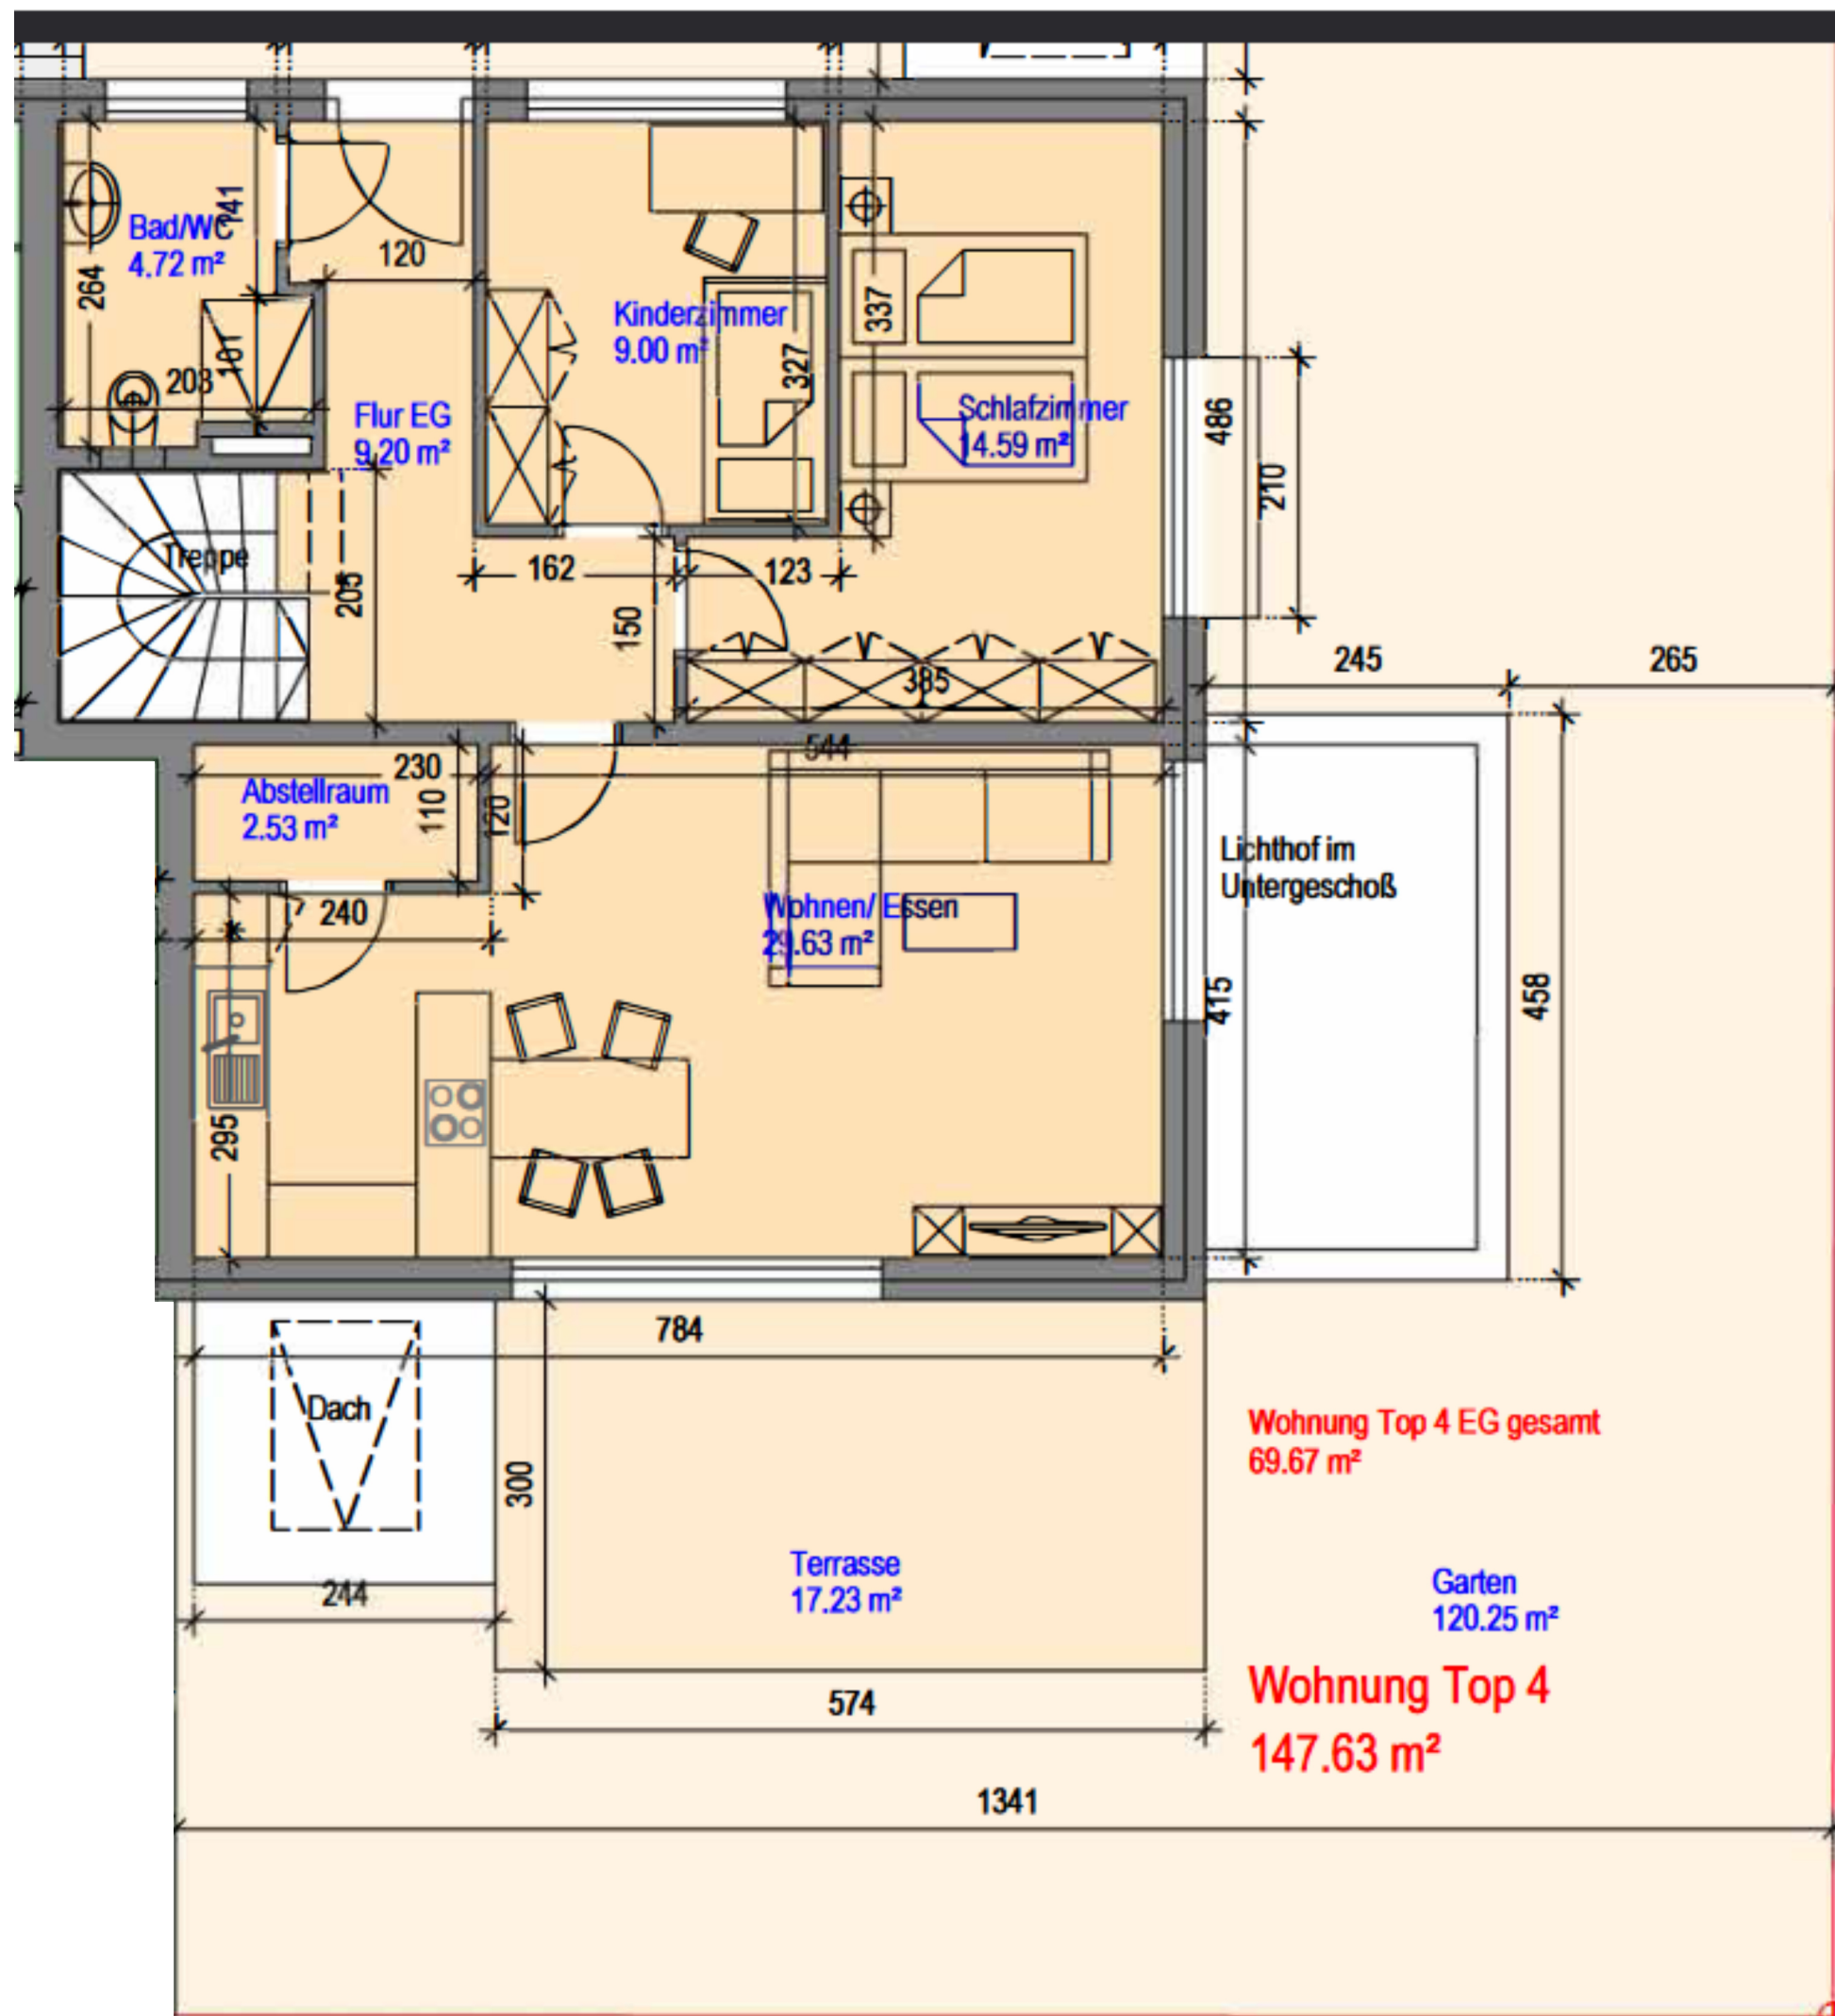 141
Bad/WC
4.72 m²
264
120
Kinderzimmer
9.00 m²
337
327
101
203
Flur EG
9.20 m²
Schlafzimmer
14.59 m²
486
210
Treppe
205
162
123
150
245
265
385
544
230
Abstellraum
2.53 m²
110
120
Lichthof im
Untergeschoß
240
Wohnen/ Essen
29.63 m²
415
458
295
784
Dach
Wohnung Top 4 EG gesamt
69.67 m²
300
Terrasse
17.23 m²
244
Garten
120.25 m²
Wohnung Top 4
147.63 m²
574
1341